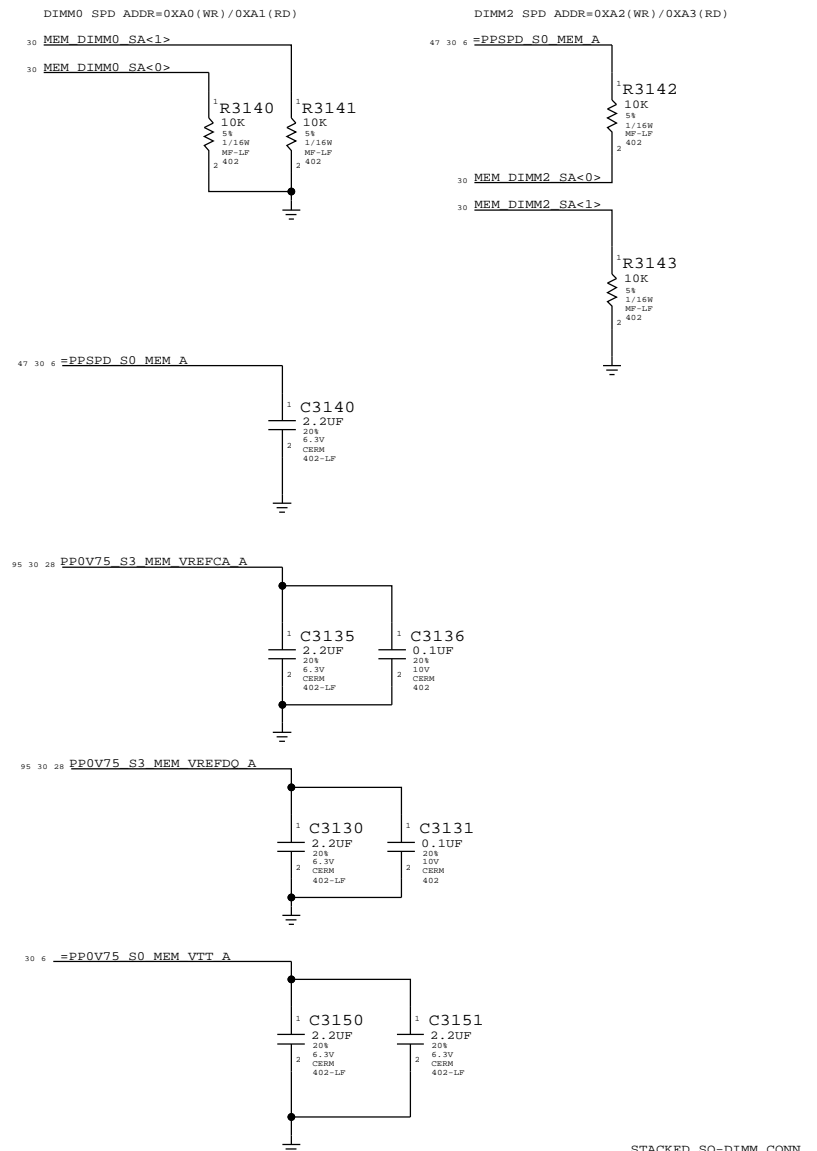 DIMM0 SPD ADDR=0XA0(WR)/0XA1(RD)
30 MEM_DIMM0_SA<1>
30 MEM_DIMM0_SA<0>
1 R3140
10K
5%
1/16W
MF-LF
2 402
1 R3141
10K
5%
1/16W
MF-LF
2 402
DIMM2 SPD ADDR=0XA2(WR)/0XA3(RD)
47 30 6 =PPSPD_S0_MEM_A
1 R3142
10K
5%
1/16W
MF-LF
402
2
30 MEM_DIMM2_SA<0>
30 MEM_DIMM2_SA<1>
1 R3143
10K
5%
1/16W
MF-LF
402
2
47 30 6 =PPSPD_S0_MEM_A
1 C3140
2.2UF
20%
6.3V
2 CERM
402-LF
95 30 28 PP0V75_S3_MEM_VREFCA_A
1 C3135
2.2UF
20%
6.3V
2 CERM
402-LF
1 C3136
0.1UF
20%
10V
2 CERM
402
95 30 28 PP0V75_S3_MEM_VREFDQ_A
1 C3130
2.2UF
20%
6.3V
2 CERM
402-LF
1 C3131
0.1UF
20%
10V
2 CERM
402
30 6 =PP0V75_S0_MEM_VTT_A
1 C3150
2.2UF
20%
6.3V
2 CERM
402-LF
1 C3151
2.2UF
20%
6.3V
2 CERM
402-LF
STACKED SO-DIMM CONN